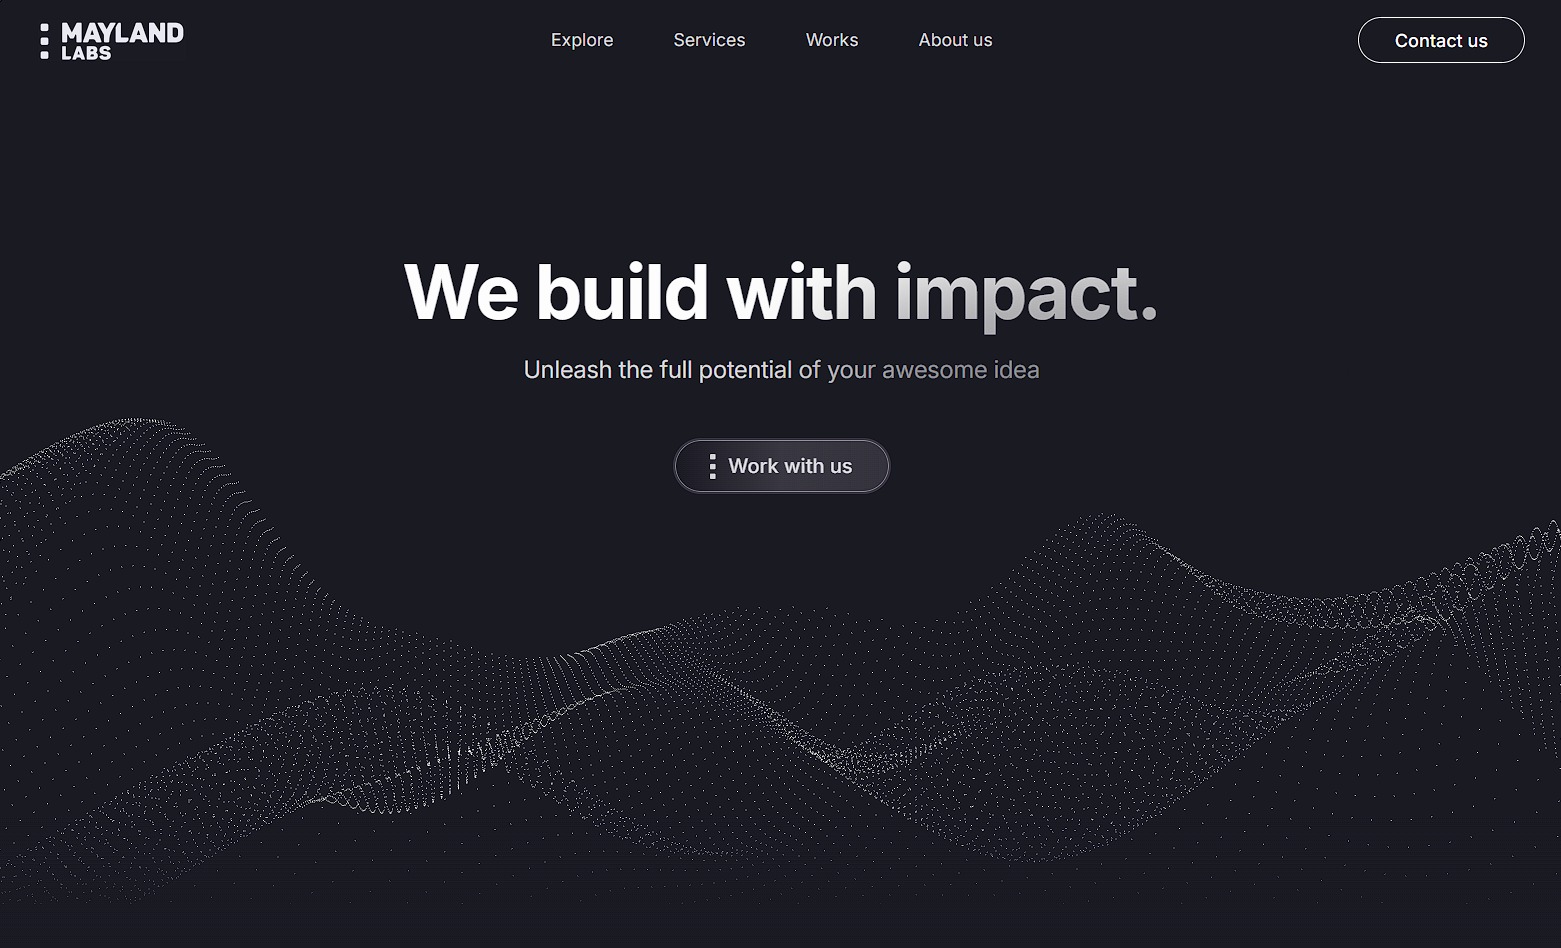 MAYLAND
LABS
Explore
Services
Works
About us
Contact us
We build with impact.
Unleash the full potential of your awesome idea
Work with us